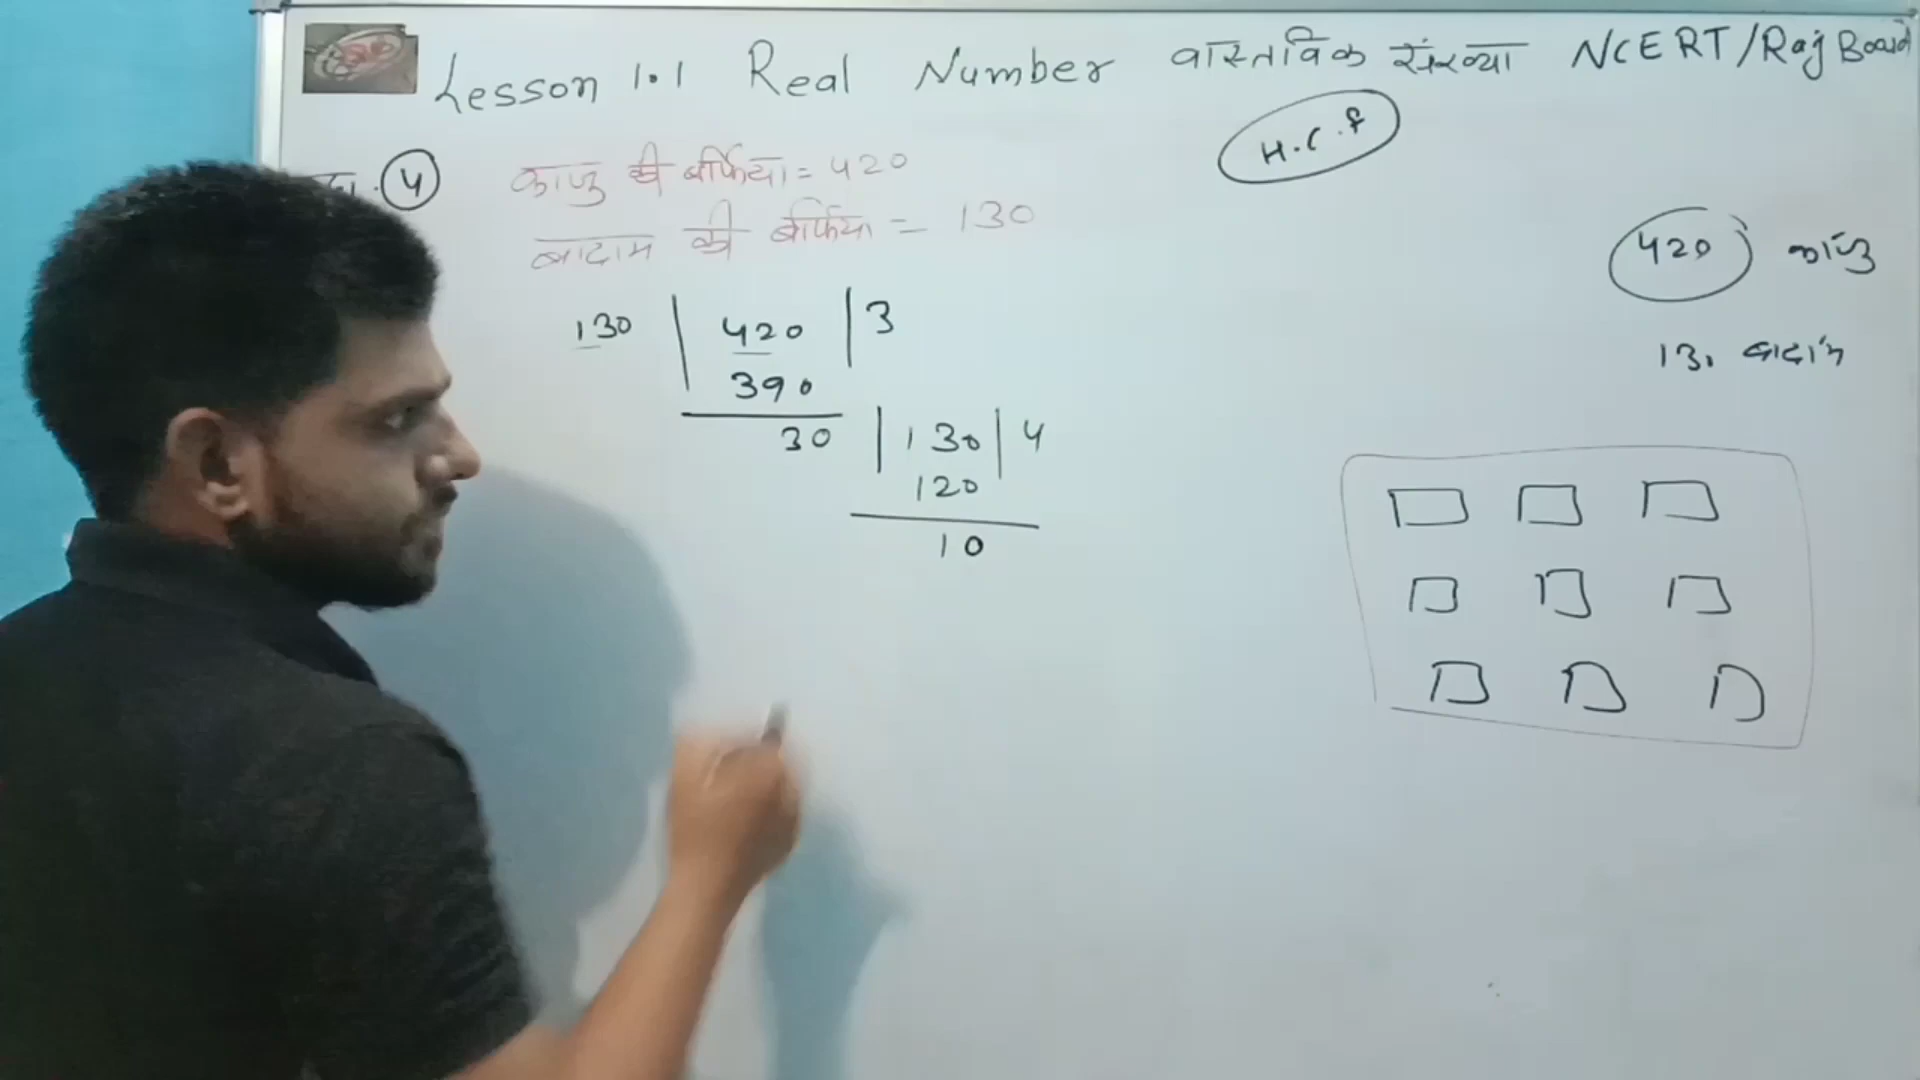 Lesson 1.1 Real Number वास्तविक संख्या NCERT/Raj Board
H.C.f
4
काजु की बर्फिया = 420
बादाम की बर्फिया = 130
420 काजु
130 | 420 | 3
390
30 | 130 | 4
120
10